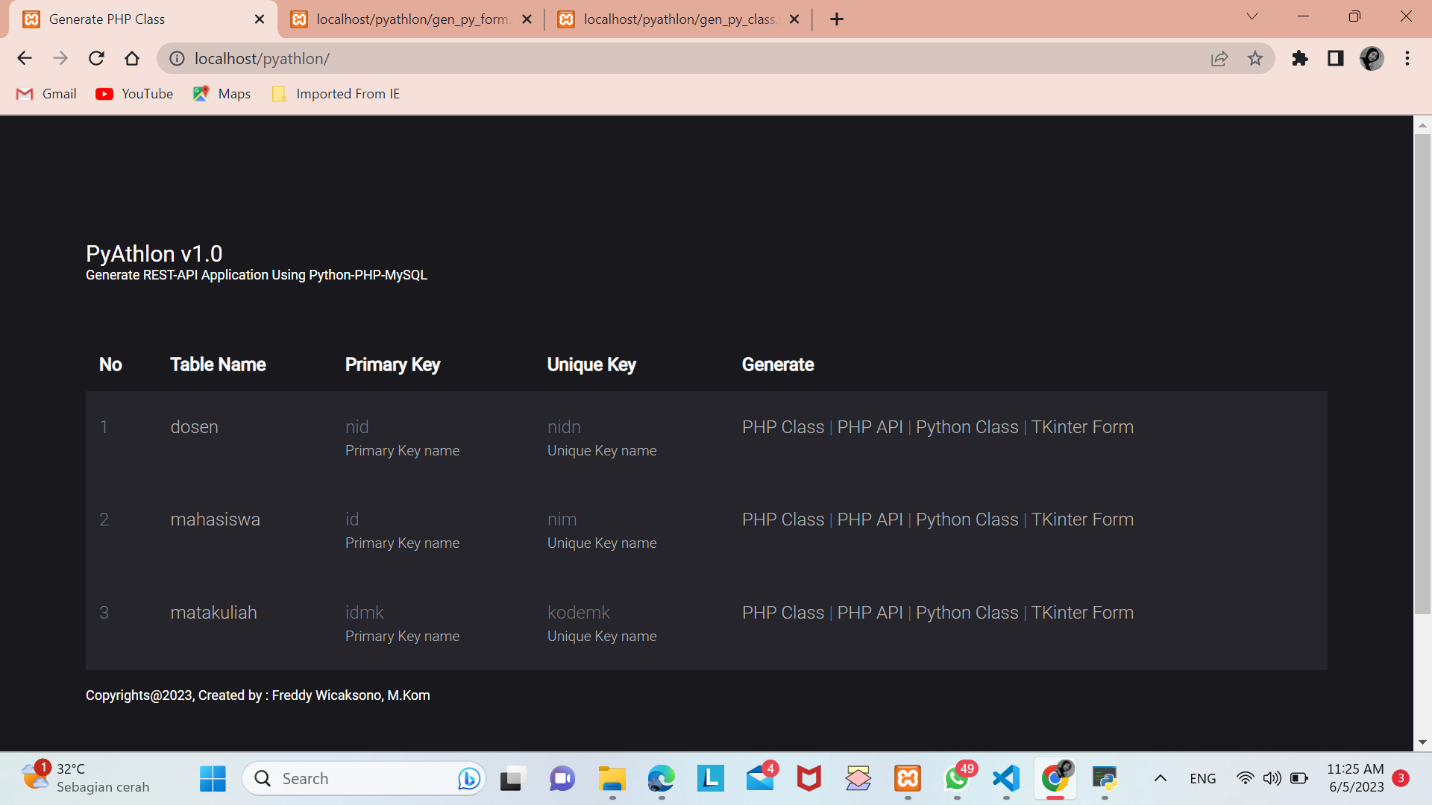 Generate PHP Class
localhost/pyathlon/gen_py_form.
localhost/pyathlon/gen_py_class.
localhost/pyathlon/
Gmail YouTube Maps Imported From IE
PyAthlon v1.0
Generate REST-API Application Using Python-PHP-MySQL
No Table Name Primary Key Unique Key Generate
1 dosen nid nidn PHP Class | PHP API | Python Class | TKinter Form
Primary Key name Unique Key name
2 mahasiswa id nim PHP Class | PHP API | Python Class | TKinter Form
Primary Key name Unique Key name
3 matakuliah idmk kodemk PHP Class | PHP API | Python Class | TKinter Form
Primary Key name Unique Key name
Copyrights@2023, Created by : Freddy Wicaksono, M.Kom
1 32°C
Sebagian cerah
Search
L
4
49
ENG
11:25 AM
6/5/2023
3